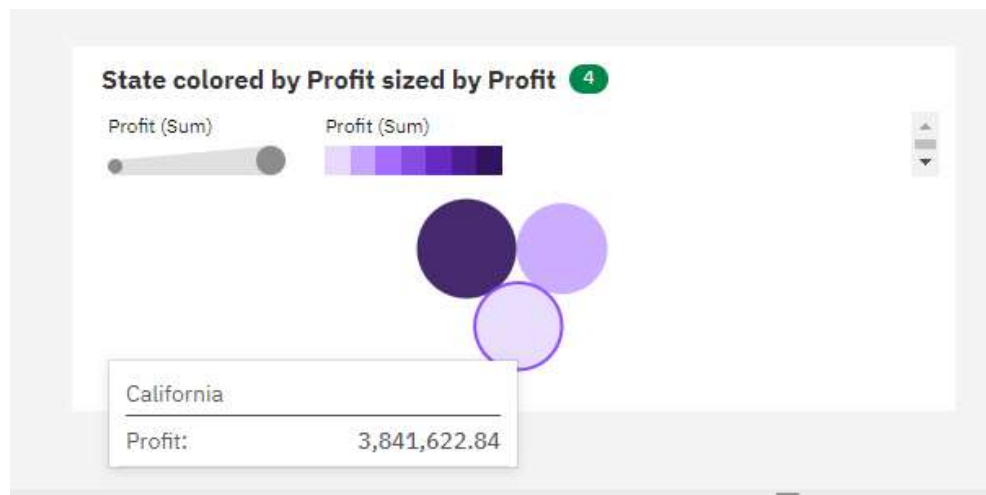 State colored by Profit sized by Profit 4
Profit (Sum) Profit (Sum)
California
Profit: 3,841,622.84